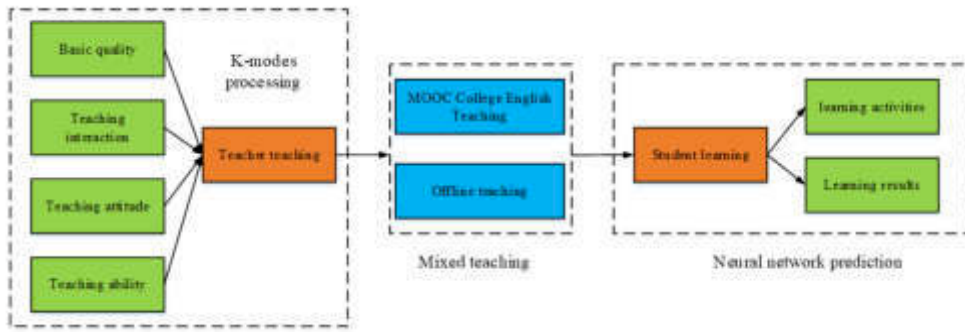 Basic quality
K-modes
processing
Teaching
interaction
Teacher teaching
Teaching attitude
Teaching ability
MOOC College English
Teaching
Offline teaching
Mixed teaching
Student learning
learning activities
Learning results
Neural network prediction